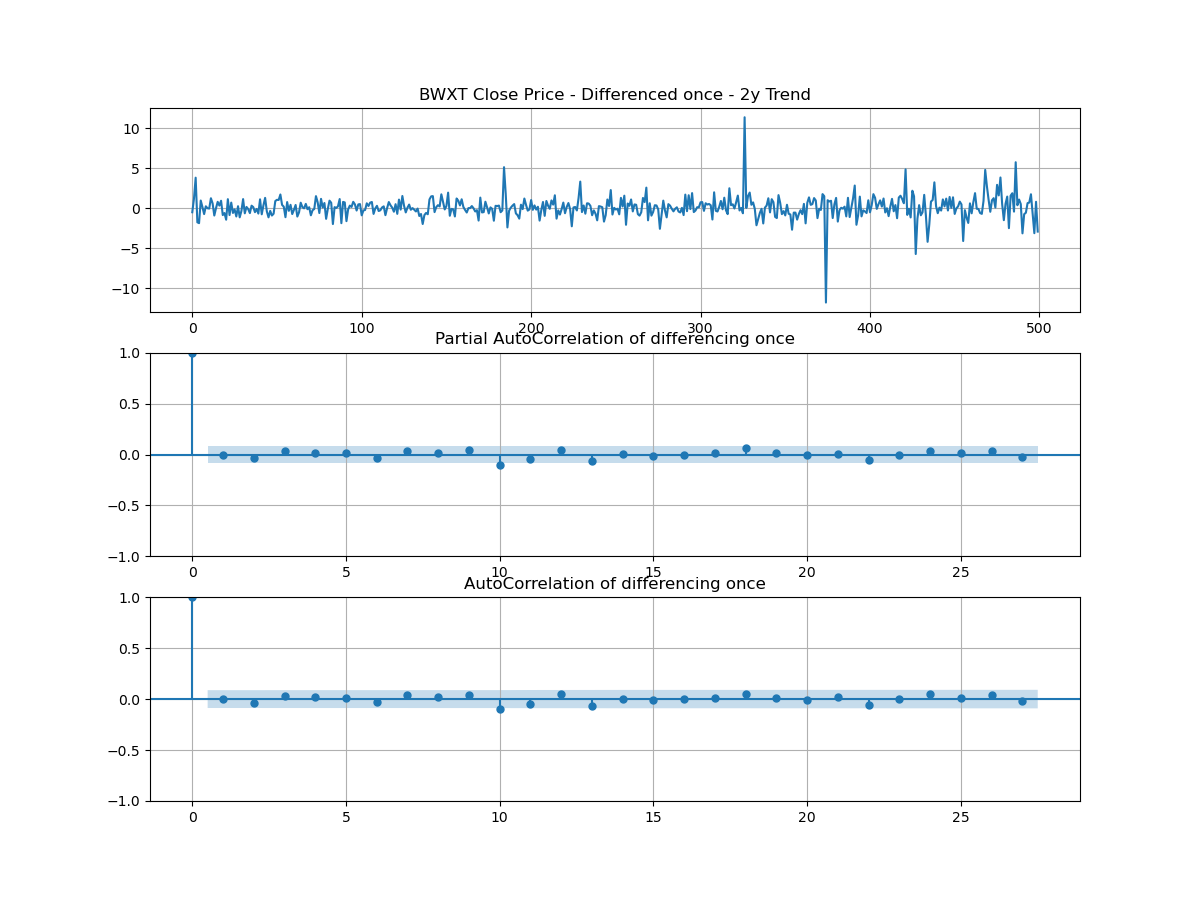 BWXT Close Price - Differenced once - 2y Trend
10
5
0
−5
−10
0 100 200 300 400 500
Partial AutoCorrelation of differencing once
1.0
0.5
0.0
−0.5
−1.0
0 5 10 15 20 25
AutoCorrelation of differencing once
1.0
0.5
0.0
−0.5
−1.0
0 5 10 15 20 25